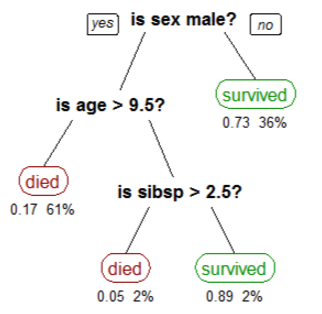 yes is sex male? no
is age > 9.5? survived
0.73 36%
died is sibsp > 2.5?
0.17 61%
died survived
0.05 2% 0.89 2%